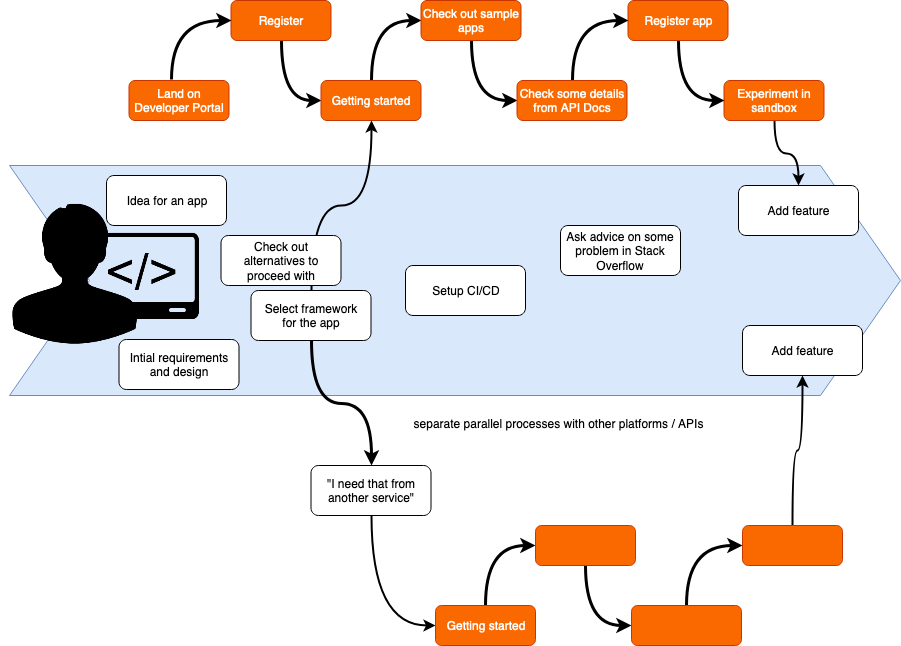 Register
Check out sample
apps
Register app
Land on
Developer Portal
Getting started
Check some details
from API Docs
Experiment in
sandbox
Idea for an app
Add feature
Check out
alternatives to
proceed with
Ask advice on some
problem in Stack
Overflow
</>
Setup CI/CD
Select framework
for the app
Intial requirements
and design
Add feature
separate parallel processes with other platforms / APIs
"I need that from
another service"
Getting started